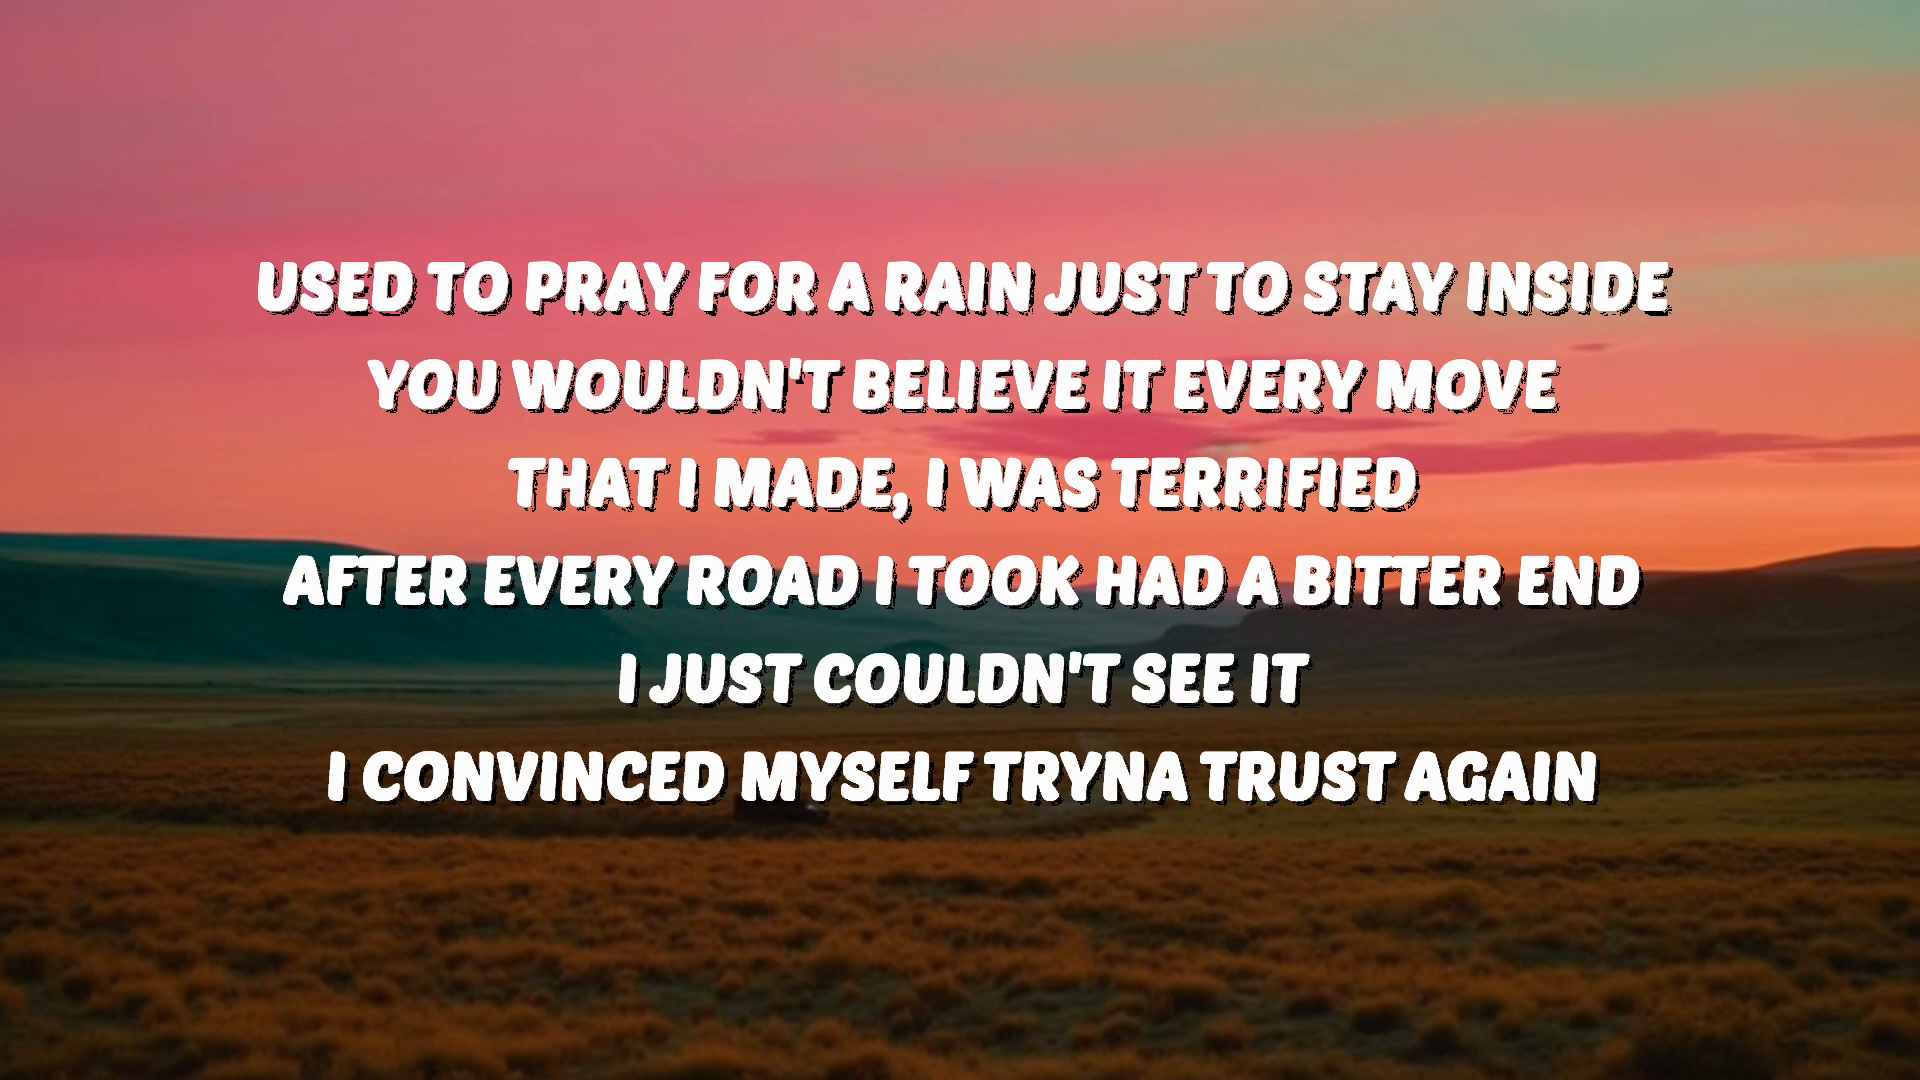 USED TO PRAY FOR A RAIN JUST TO STAY INSIDE
YOU WOULDN'T BELIEVE IT EVERY MOVE
THAT I MADE, I WAS TERRIFIED
AFTER EVERY ROAD I TOOK HAD A BITTER END
I JUST COULDN'T SEE IT
I CONVINCED MYSELF TRYNA TRUST AGAIN